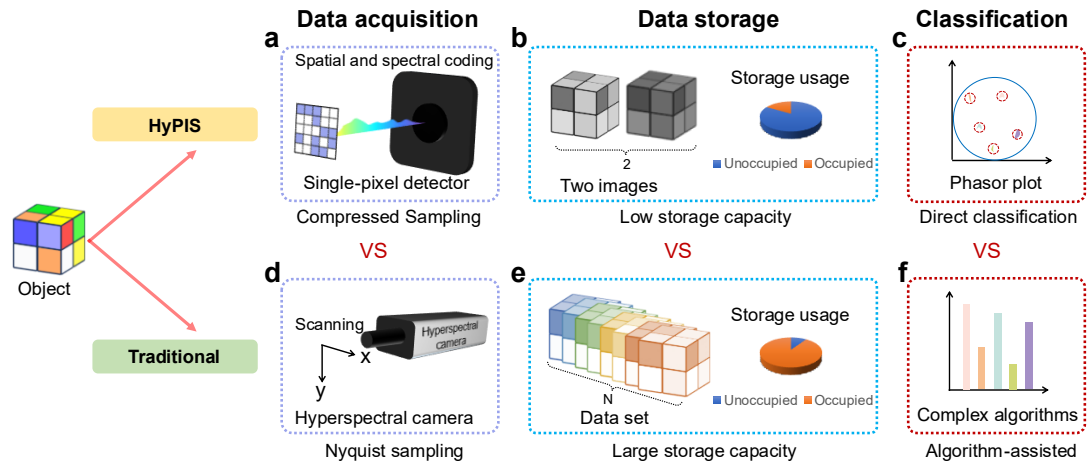 Data acquisition
Data storage
Classification
a
Spatial and spectral coding
Single-pixel detector
Compressed Sampling
b
Storage usage
2
Two images
Unoccupied
Occupied
Low storage capacity
c
Phasor plot
Direct classification
HyPIS
Object
Traditional
VS
VS
VS
d
Scanning
x
y
Hyperspectral
camera
Hyperspectral camera
Nyquist sampling
e
Storage usage
N
Data set
Unoccupied
Occupied
Large storage capacity
f
Complex algorithms
Algorithm-assisted